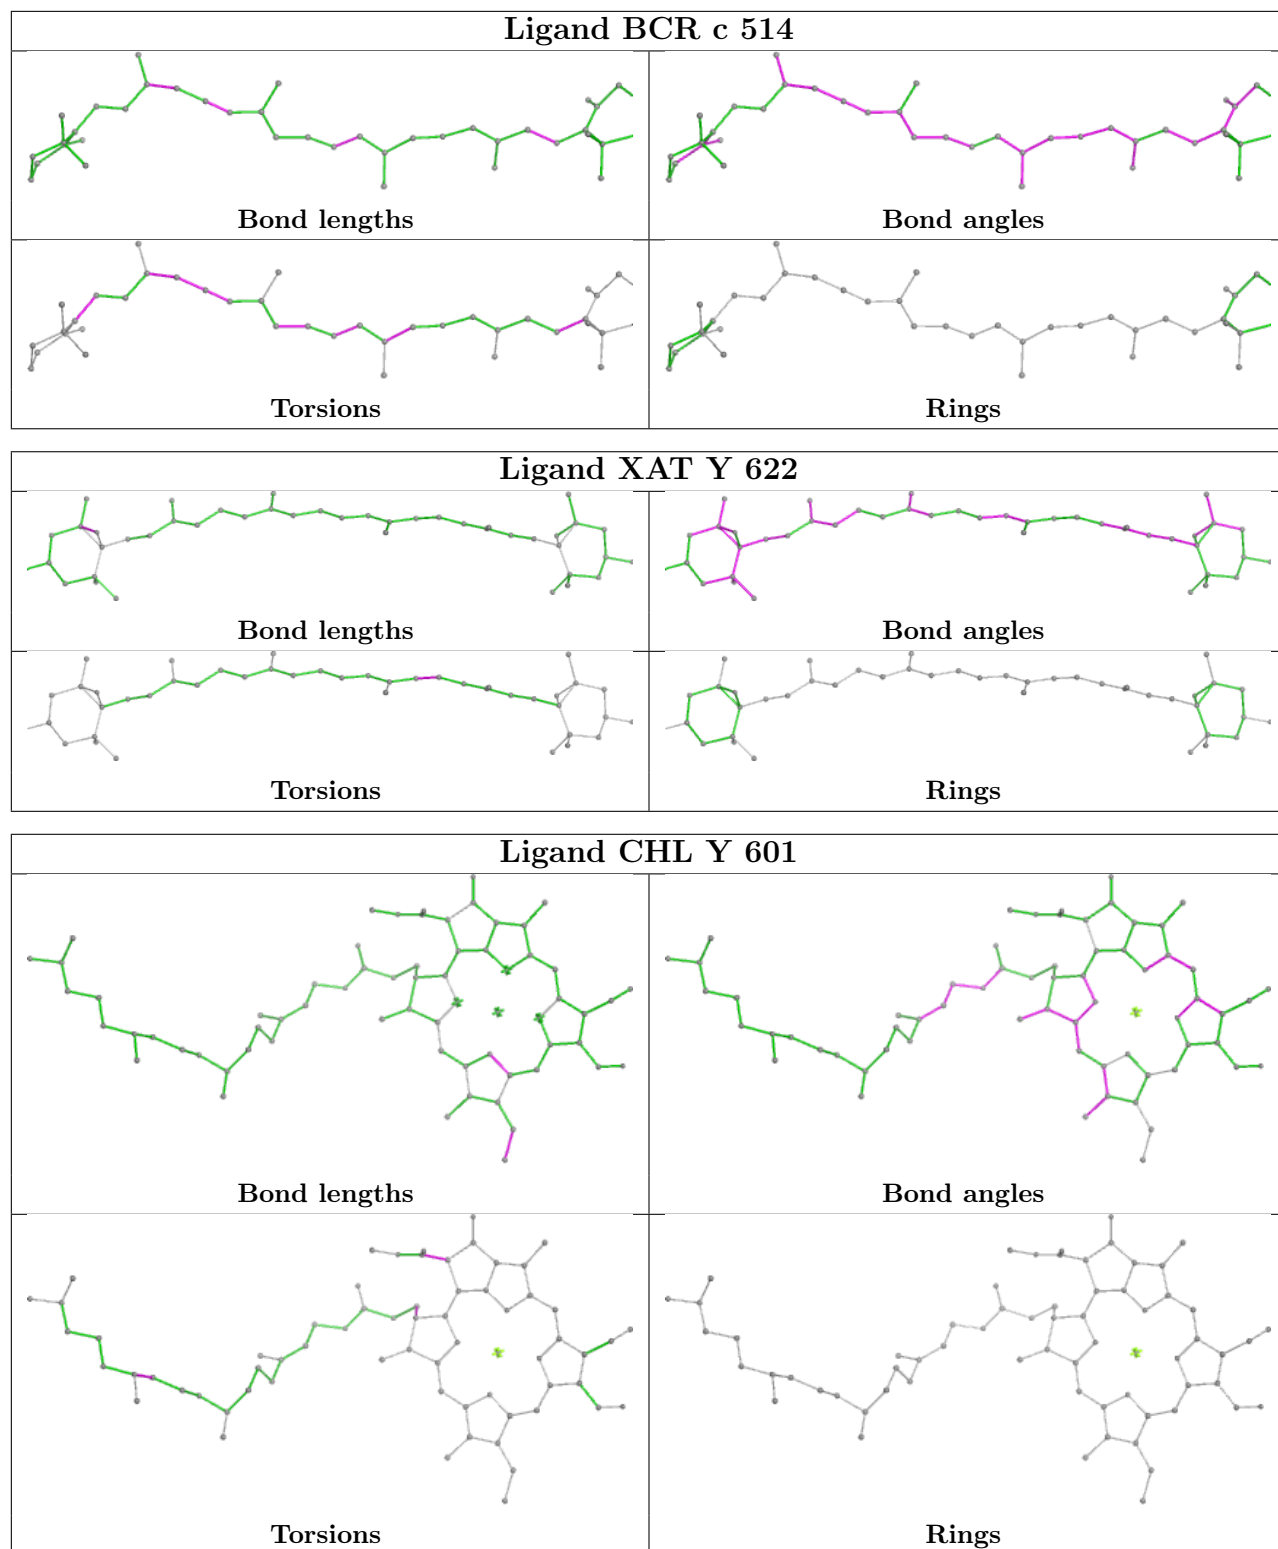 Ligand BCR c 514
Bond lengths
Bond angles
Torsions
Rings
Ligand XAT Y 622
Bond lengths
Bond angles
Torsions
Rings
Ligand CHL Y 601
Bond lengths
Bond angles
Torsions
Rings